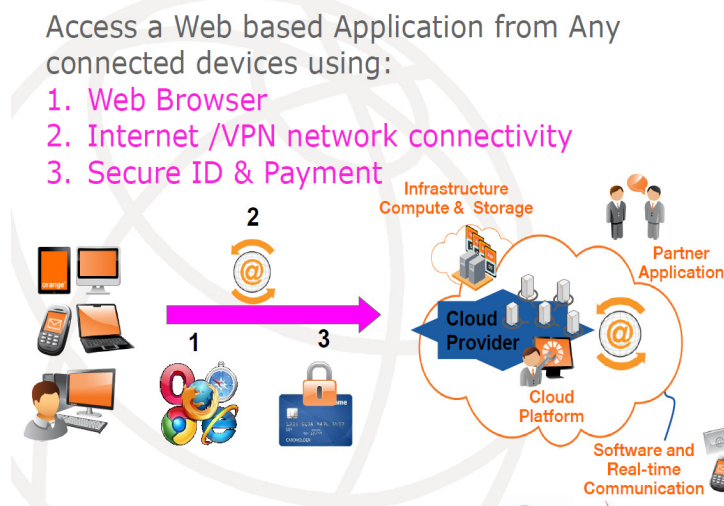 Access a Web based Application from Any
connected devices using:
1. Web Browser
2. Internet /VPN network connectivity
3. Secure ID & Payment
Infrastructure
Compute & Storage
2
Partner
Application
orange
@
@
Cloud
Provider
1
3
Cloud
Platform
CARDHOLDER
Software and
Real-time
Communication